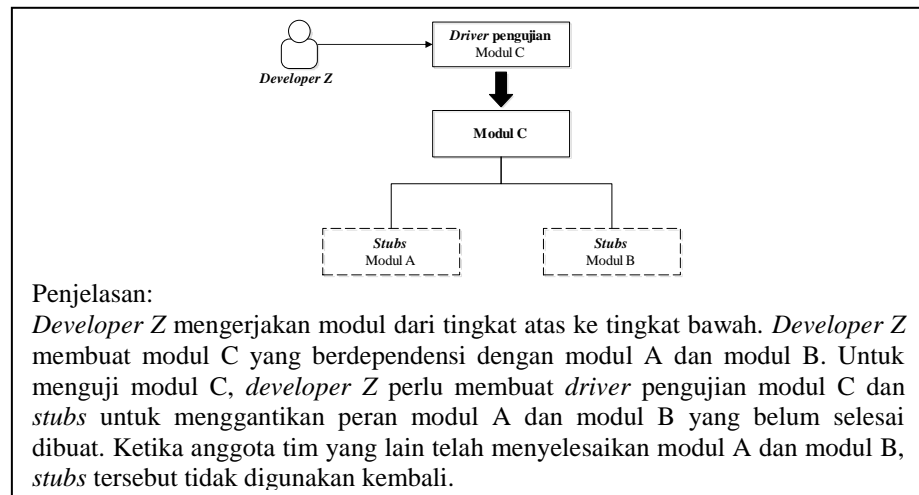 Driver pengujian
Modul C
Developer Z
Modul C
Stubs
Modul A
Stubs
Modul B
Penjelasan:
Developer Z mengerjakan modul dari tingkat atas ke tingkat bawah. Developer Z
membuat modul C yang berdependensi dengan modul A dan modul B. Untuk
menguji modul C, developer Z perlu membuat driver pengujian modul C dan
stubs untuk menggantikan peran modul A dan modul B yang belum selesai
dibuat. Ketika anggota tim yang lain telah menyelesaikan modul A dan modul B,
stubs tersebut tidak digunakan kembali.